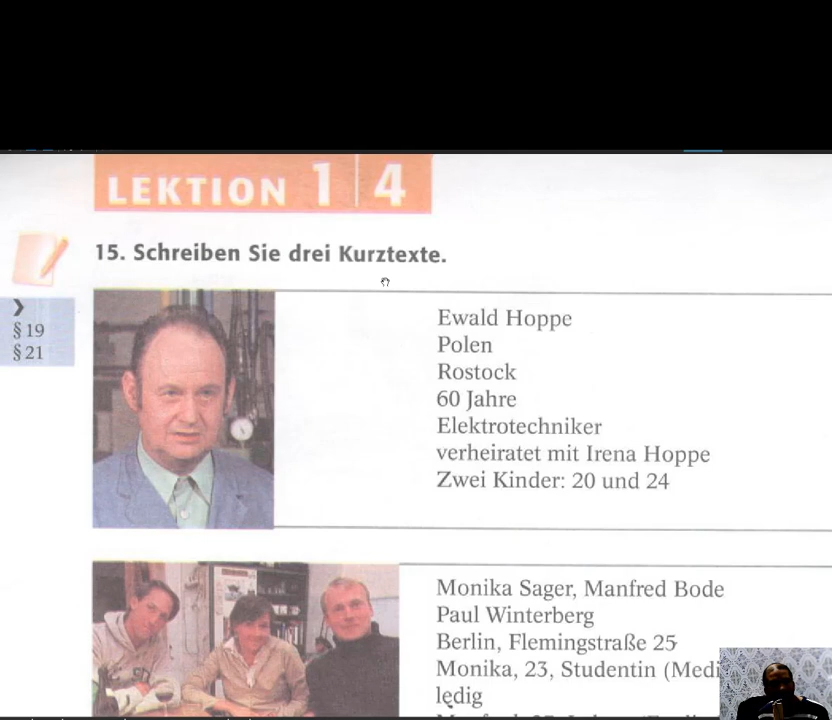 LEKTION 1 | 4
15. Schreiben Sie drei Kurztexte.
§ 19
§ 21
Ewald Hoppe
Polen
Rostock
60 Jahre
Elektrotechniker
verheiratet mit Irena Hoppe
Zwei Kinder: 20 und 24
Monika Sager, Manfred Bode
Paul Winterberg
Berlin, Flemingstraße 25
Monika, 23, Studentin (Medi
ledig